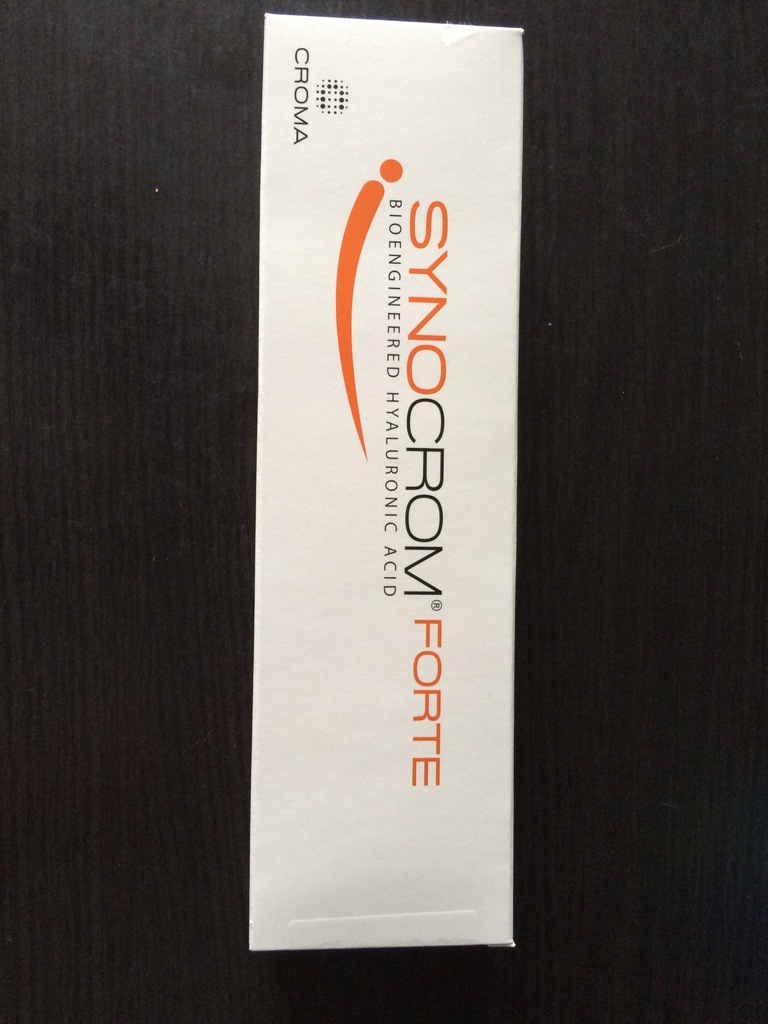 SYNOCROM® FORTE
BIOENGINEERED HYALURONIC ACID
CROMA